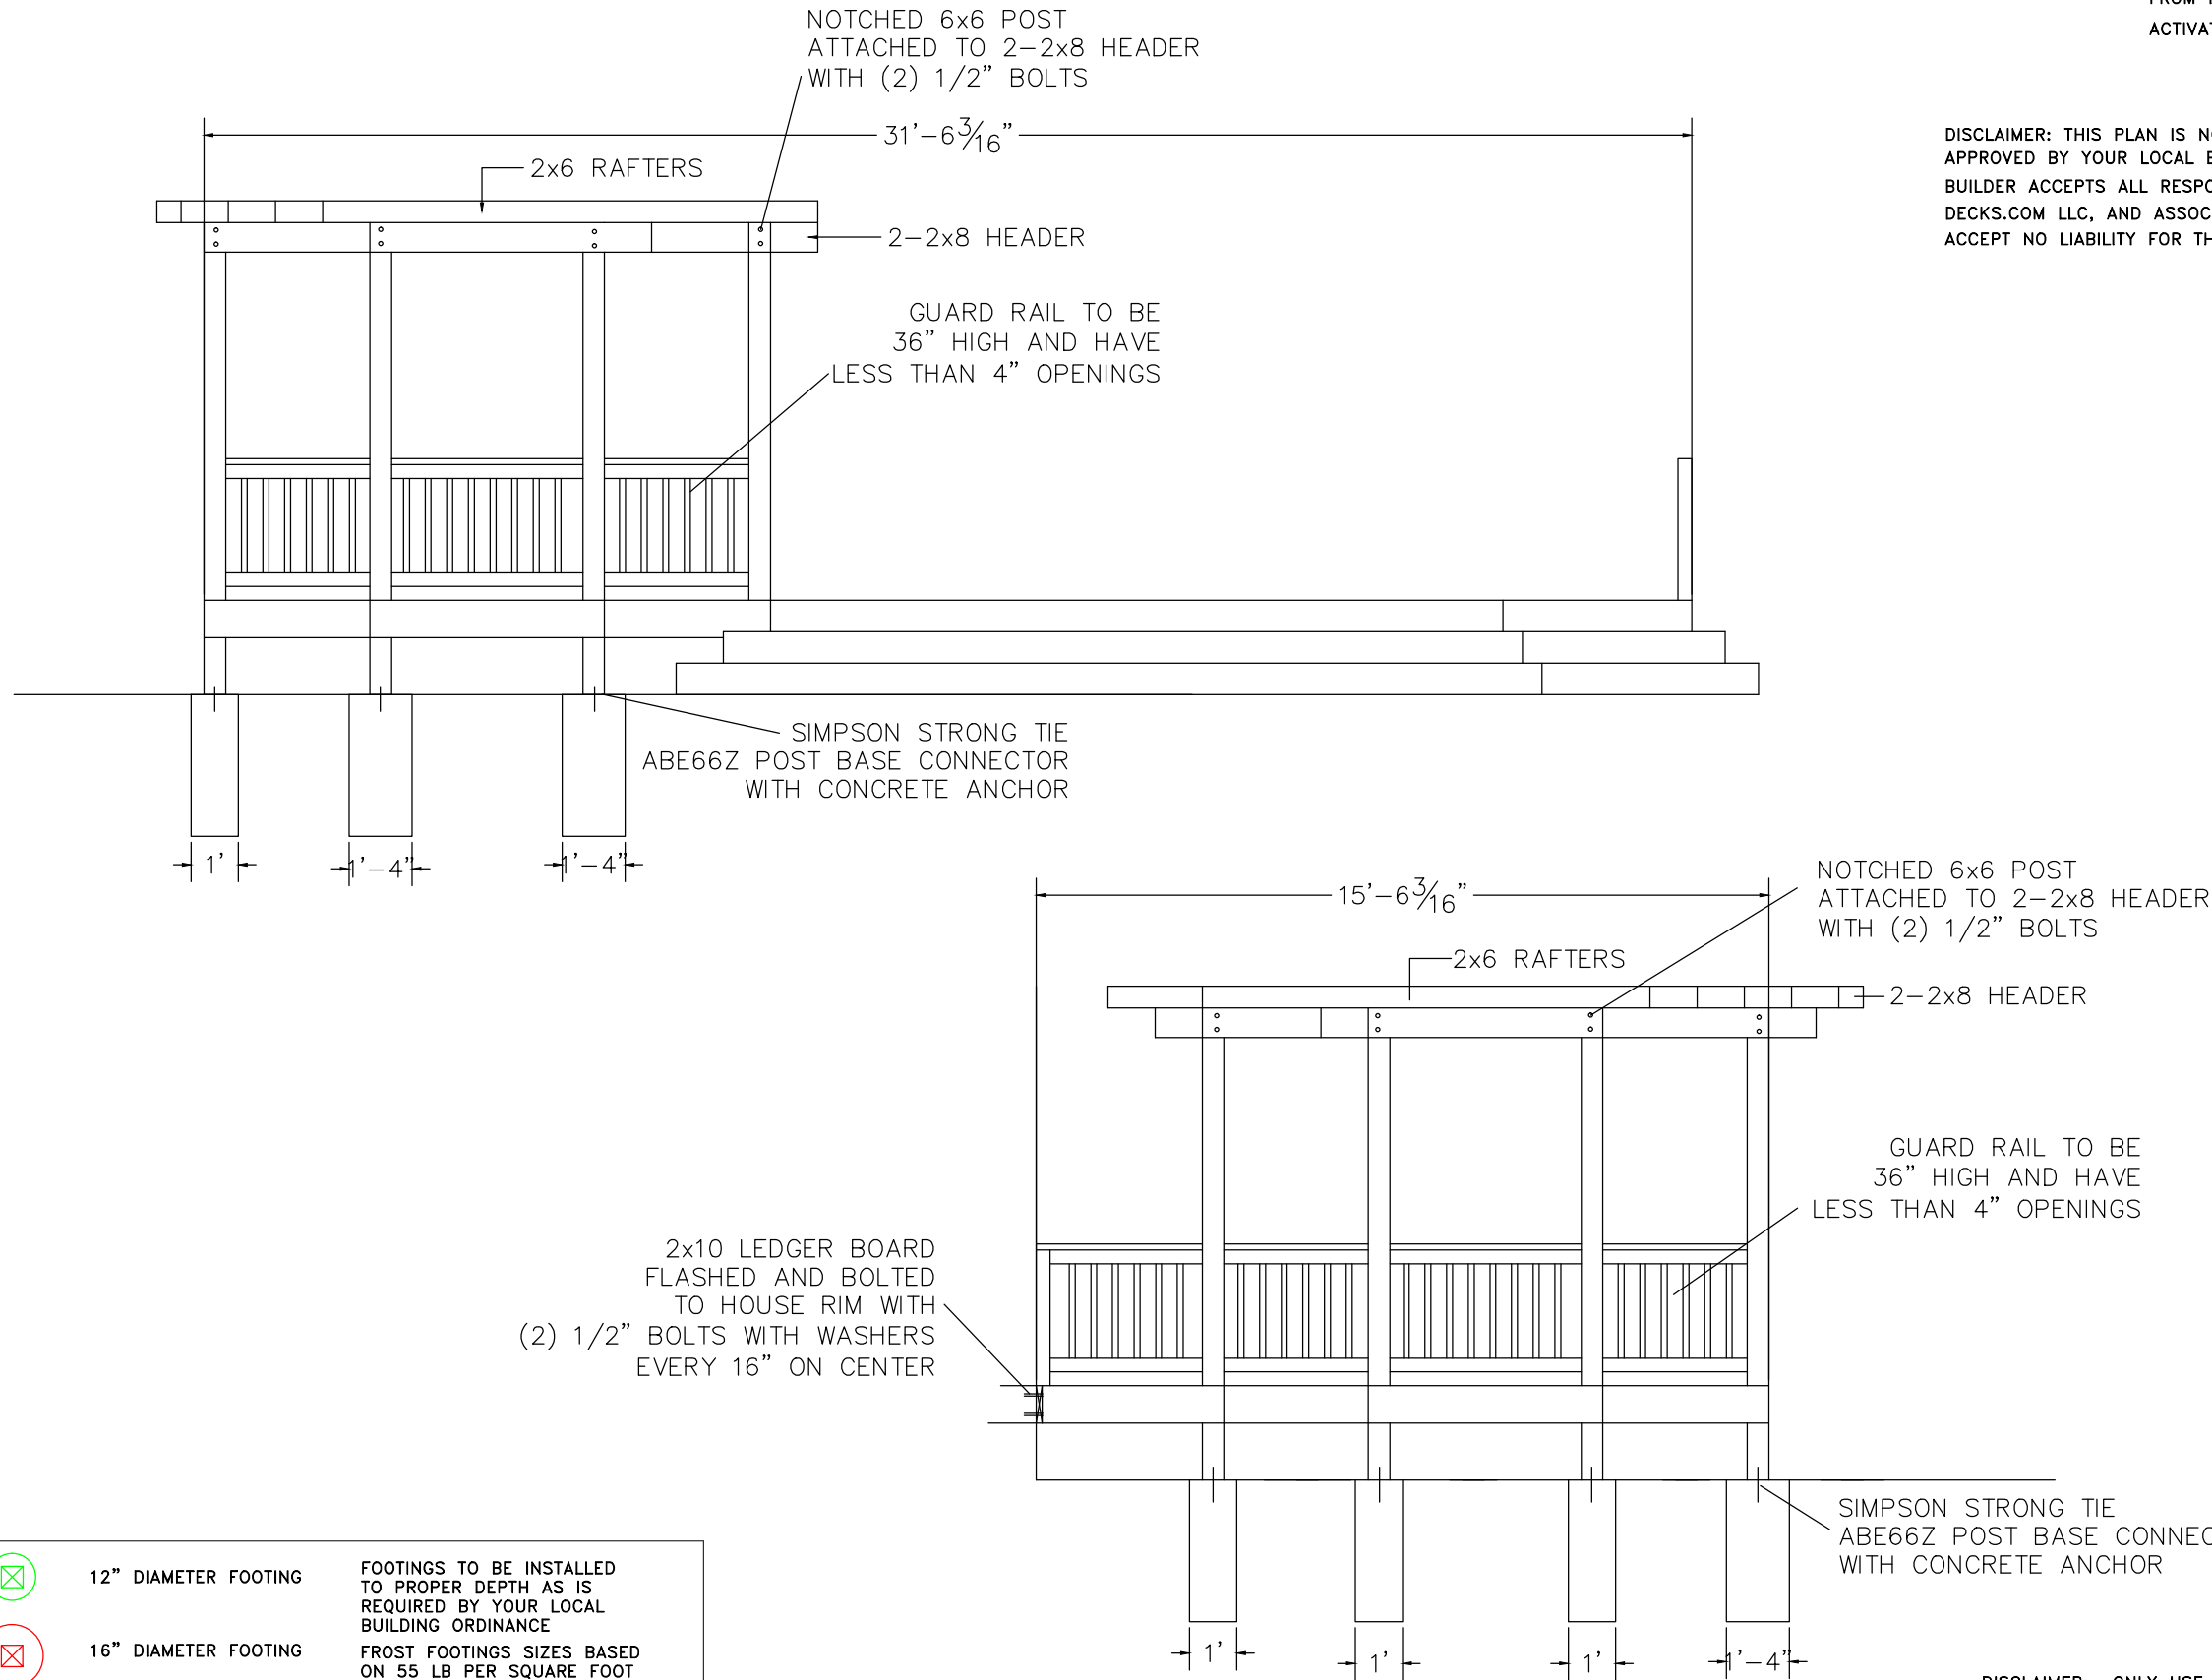 FROM
ACTIVAT
NOTCHED 6x6 POST
ATTACHED TO 2-2x8 HEADER
WITH (2) 1/2" BOLTS
31'-6 3/16"
2x6 RAFTERS
2-2x8 HEADER
GUARD RAIL TO BE
36" HIGH AND HAVE
LESS THAN 4" OPENINGS
DISCLAIMER: THIS PLAN IS N
APPROVED BY YOUR LOCAL
BUILDER ACCEPTS ALL RESPO
DECKS.COM LLC, AND ASSOC
ACCEPT NO LIABILITY FOR TH
SIMPSON STRONG TIE
ABE66Z POST BASE CONNECTOR
WITH CONCRETE ANCHOR
1'
1'-4"
1'-4"
15'-6 3/16"
NOTCHED 6x6 POST
ATTACHED TO 2-2x8 HEADER
WITH (2) 1/2" BOLTS
2x6 RAFTERS
2-2x8 HEADER
GUARD RAIL TO BE
36" HIGH AND HAVE
LESS THAN 4" OPENINGS
2x10 LEDGER BOARD
FLASHED AND BOLTED
TO HOUSE RIM WITH
(2) 1/2" BOLTS WITH WASHERS
EVERY 16" ON CENTER
SIMPSON STRONG TIE
ABE66Z POST BASE CONNEC
WITH CONCRETE ANCHOR
1'
1'
1'
1'-4"
12" DIAMETER FOOTING
FOOTINGS TO BE INSTALLED
TO PROPER DEPTH AS IS
REQUIRED BY YOUR LOCAL
BUILDING ORDINANCE
16" DIAMETER FOOTING
FROST FOOTINGS SIZES BASED
ON 55 LB PER SQUARE FOOT
DISCLAIMER - ONLY USE